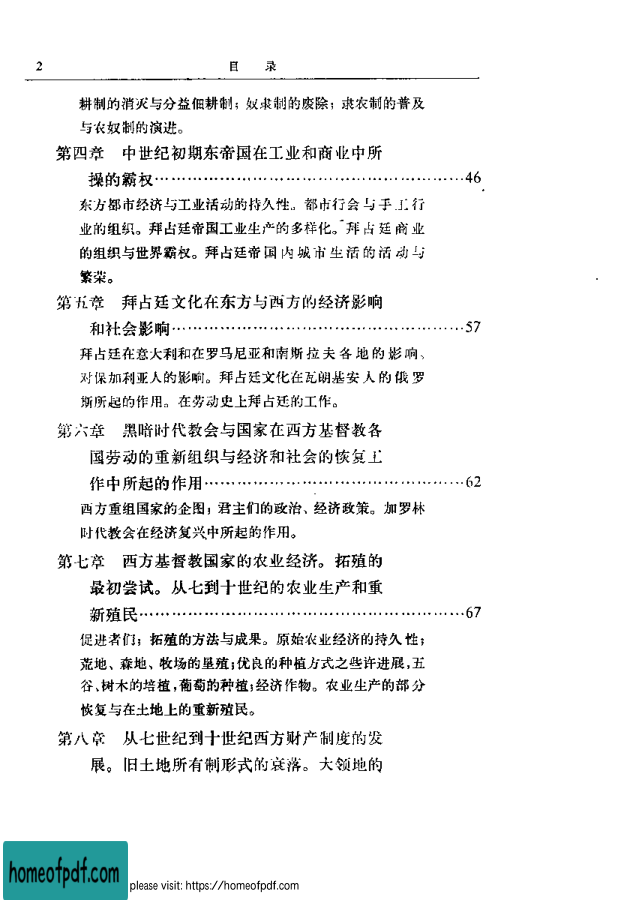 2 目 录
耕制的消灭与分益佃耕制；奴隶制的废除；隶农制的普及
与农奴制的演进。
第四章 中世纪初期东帝国在工业和商业中所
操的霸权……………………………………………46
东方都市经济与工业活动的持久性。都市行会与手工行
业的组织。拜占廷帝国工业生产的多样化。拜占廷商业
的组织与世界霸权。拜占廷帝国内城市生活的活动与
繁荣。
第五章 拜占廷文化在东方与西方的经济影响
和社会影响…………………………………………57
拜占廷在意大利和在罗马尼亚和南斯拉夫各地的影响、
对保加利亚人的影响。拜占廷文化在瓦朗基安人的俄罗
斯所起的作用。在劳动史上拜占廷的工作。
第六章 黑暗时代教会与国家在西方基督教各
国劳动的重新组织与经济和社会的恢复工
作中所起的作用……………………………………62
西方重组国家的企图；君主们的政治、经济政策。加罗林
时代教会在经济复兴中所起的作用。
第七章 西方基督教国家的农业经济。拓殖的
最初尝试。从七到十世纪的农业生产和重
新殖民………………………………………………67
促进者们；拓殖的方法与成果。原始农业经济的持久性；
荒地、森地、牧场的垦殖；优良的种植方式之些许进展，五
谷、树木的培植，葡萄的种植；经济作物。农业生产的部分
恢复与在土地上的重新殖民。
第八章 从七世纪到十世纪西方财产制度的发
展。旧土地所有制形式的衰落。大领地的
homeofpdf.com
please visit: https://homeofpdf.com